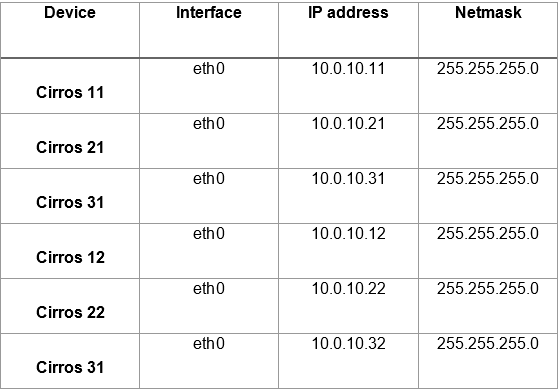 Device Interface IP address Netmask
Cirros 11 eth0 10.0.10.11 255.255.255.0
Cirros 21 eth0 10.0.10.21 255.255.255.0
Cirros 31 eth0 10.0.10.31 255.255.255.0
Cirros 12 eth0 10.0.10.12 255.255.255.0
Cirros 22 eth0 10.0.10.22 255.255.255.0
Cirros 31 eth0 10.0.10.32 255.255.255.0